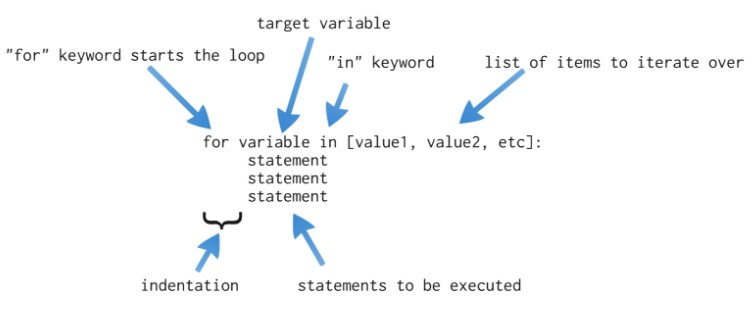 target variable
"for" keyword starts the loop
"in" keyword
list of items to iterate over
for variable in [value1, value2, etc]:
statement
statement
statement
indentation
statements to be executed